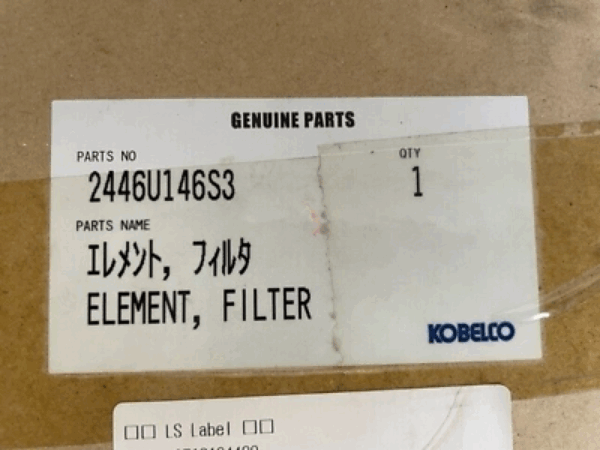 GENUINE PARTS
PARTS NO
QTY
2446U146S3
1
PARTS NAME
エレメント, フィルタ
ELEMENT, FILTER
KOBELCO
□□ LS Label □□